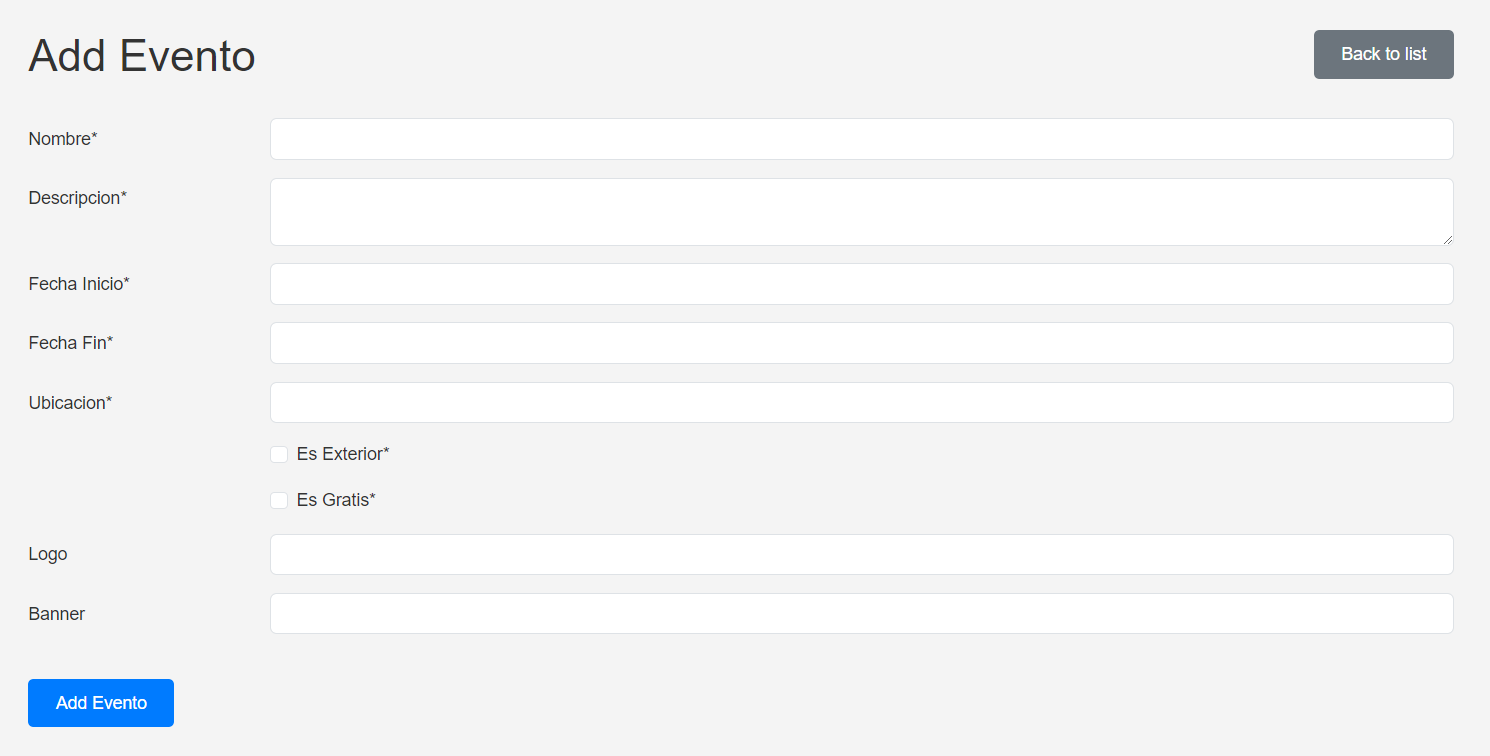 Add Evento
Back to list
Nombre*
Descripcion*
Fecha Inicio*
Fecha Fin*
Ubicacion*
Es Exterior*
Es Gratis*
Logo
Banner
Add Evento